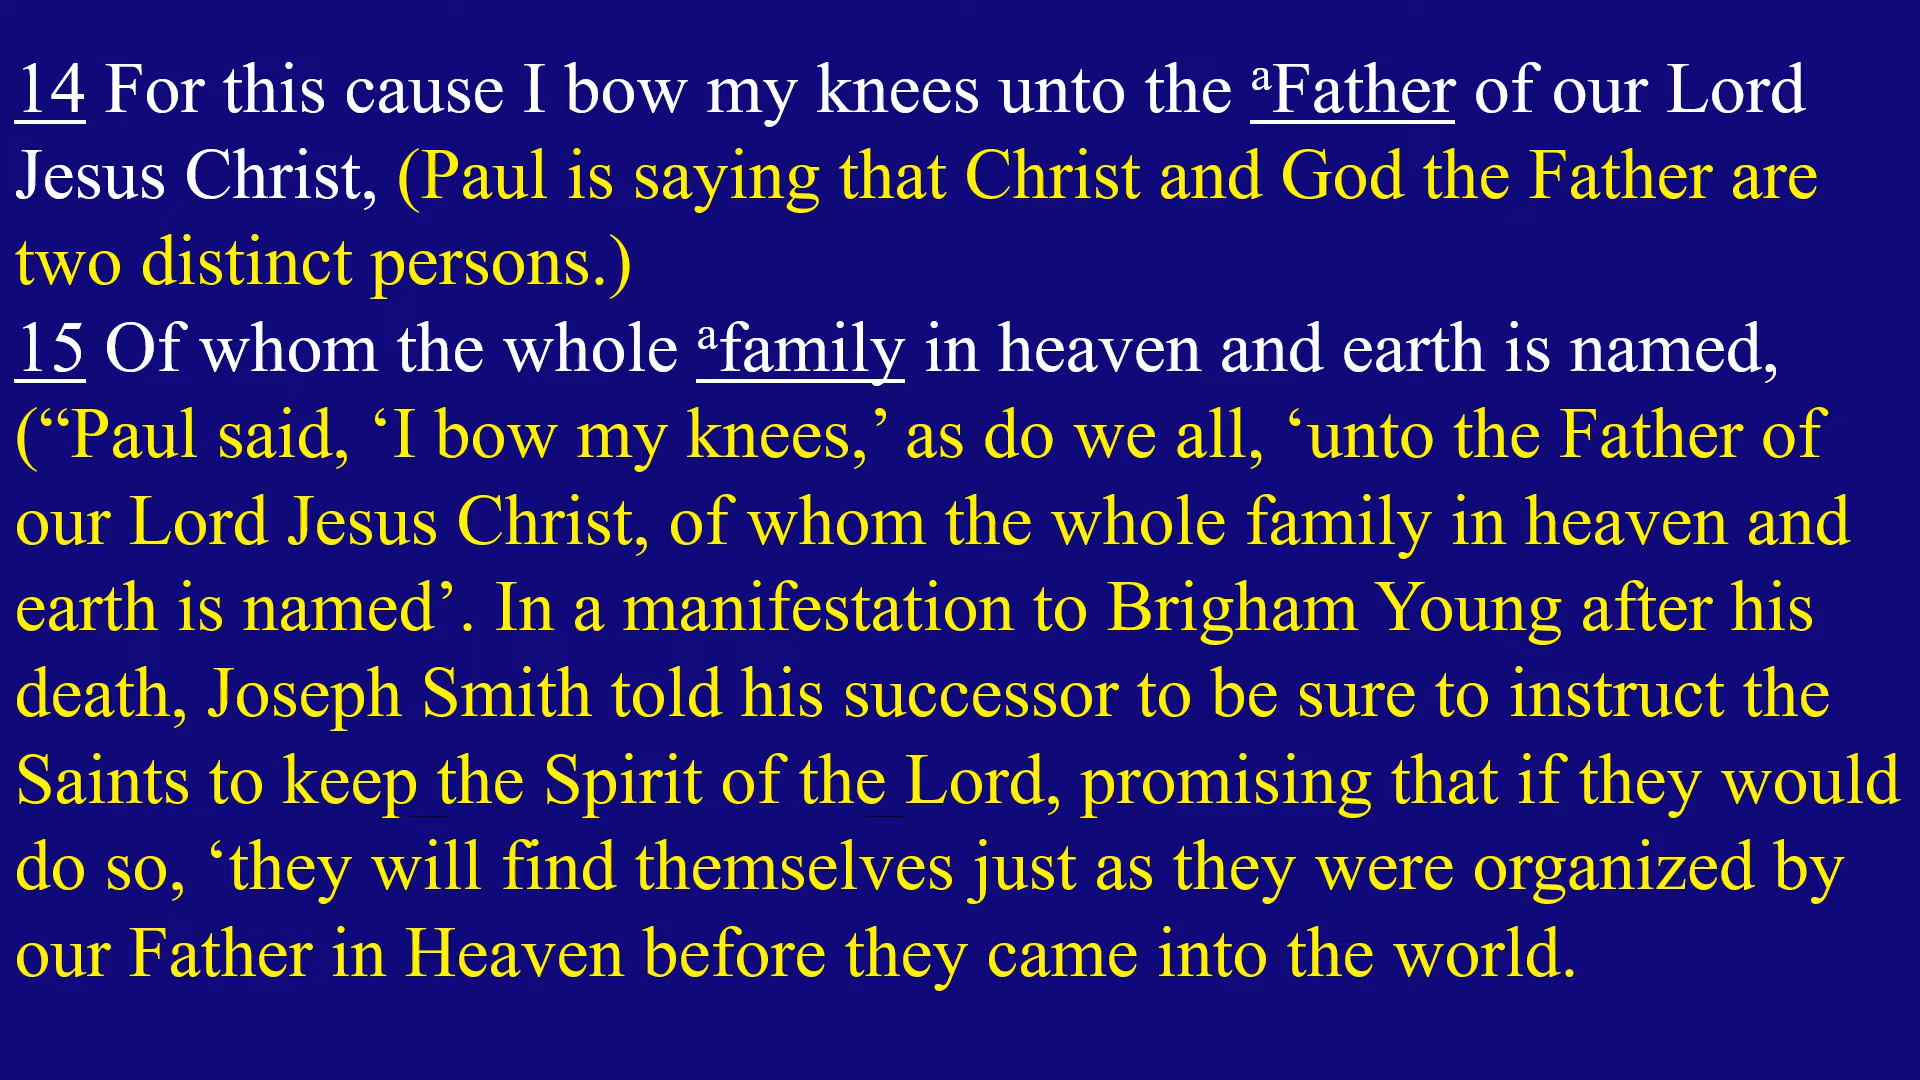 14 For this cause I bow my knees unto the aFather of our Lord
Jesus Christ, (Paul is saying that Christ and God the Father are
two distinct persons.)
15 Of whom the whole afamily in heaven and earth is named,
(“Paul said, ‘I bow my knees,’ as do we all, ‘unto the Father of
our Lord Jesus Christ, of whom the whole family in heaven and
earth is named’. In a manifestation to Brigham Young after his
death, Joseph Smith told his successor to be sure to instruct the
Saints to keep the Spirit of the Lord, promising that if they would
do so, ‘they will find themselves just as they were organized by
our Father in Heaven before they came into the world.